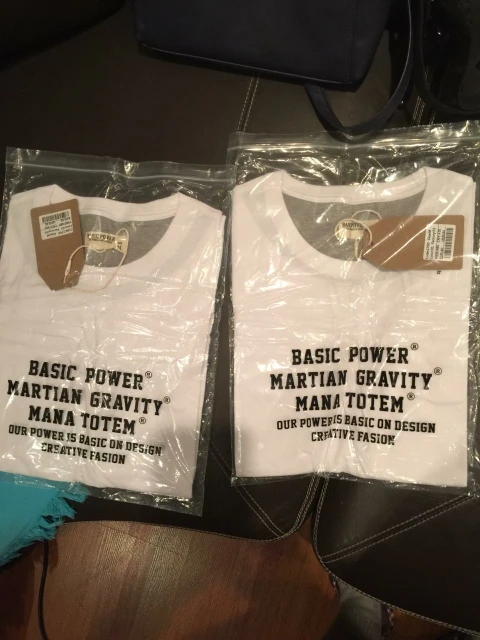 BASIC POWER®
MARTIAN GRAVITY®
MANA TOTEM®
OUR POWER IS BASIC ON DESIGN
CREATIVE FASION
BASIC POWER®
MARTIAN GRAVITY®
MANA TOTEM®
OUR POWER IS BASIC ON DESIGN
CREATIVE FASION